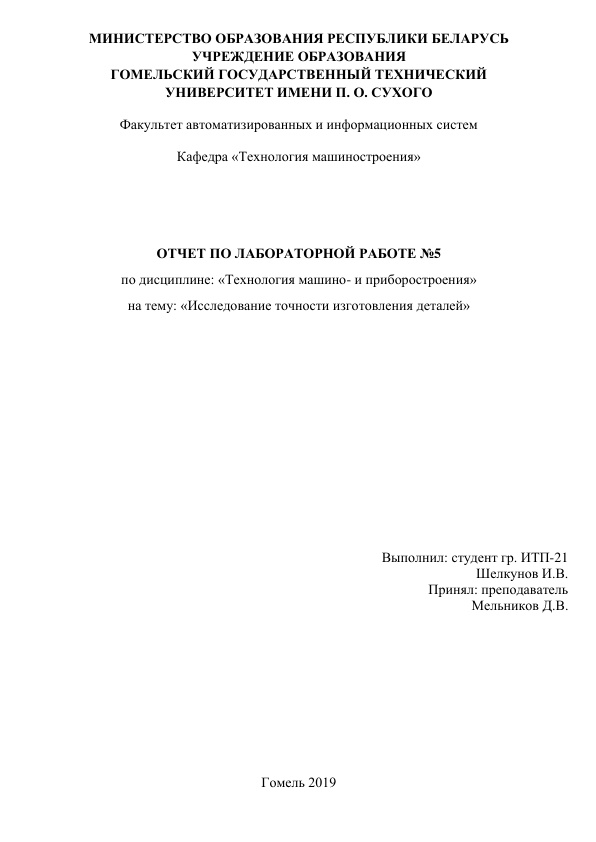 МИНИСТЕРСТВО ОБРАЗОВАНИЯ РЕСПУБЛИКИ БЕЛАРУСЬ
УЧРЕЖДЕНИЕ ОБРАЗОВАНИЯ
ГОМЕЛЬСКИЙ ГОСУДАРСТВЕННЫЙ ТЕХНИЧЕСКИЙ
УНИВЕРСИТЕТ ИМЕНИ П. О. СУХОГО
Факультет автоматизированных и информационных систем
Кафедра «Технология машиностроения»
ОТЧЕТ ПО ЛАБОРАТОРНОЙ РАБОТЕ №5
по дисциплине: «Технология машино- и приборостроения»
на тему: «Исследование точности изготовления деталей»
Выполнил: студент гр. ИТП-21
Шелкунов И.В.
Принял: преподаватель
Мельников Д.В.
Гомель 2019